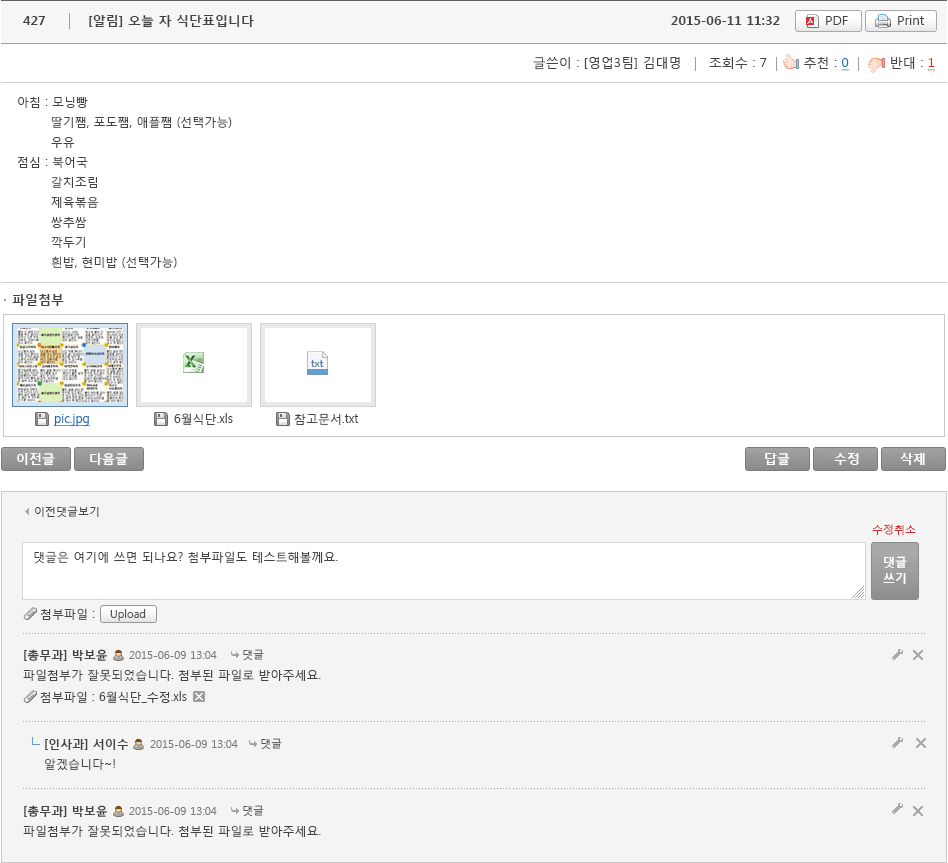 427 | [알림] 오늘 자 식단표입니다 2015-06-11 11:32 PDF Print
글쓴이 : [영업3팀] 김대명 | 조회수 : 7 | 추천 : 0 | 반대 : 1
아침 : 모닝빵
딸기쨈, 포도쨈, 애플쨈 (선택가능)
우유
점심 : 북어국
갈치조림
제육볶음
쌍추쌈
깍두기
흰밥, 현미밥 (선택가능)
· 파일첨부
txt
pic.jpg 6월식단.xls 참고문서.txt
이전글 다음글 답글 수정 삭제
이전댓글보기
수정취소
댓글은 여기에 쓰면 되나요? 첨부파일도 테스트해볼께요.
댓글
쓰기
첨부파일 : Upload
[총무과] 박보윤 2015-06-09 13:04 댓글
파일첨부가 잘못되었습니다. 첨부된 파일로 받아주세요.
첨부파일 : 6월식단_수정.xls
[인사과] 서이수 2015-06-09 13:04 댓글
알겠습니다~!
[총무과] 박보윤 2015-06-09 13:04 댓글
파일첨부가 잘못되었습니다. 첨부된 파일로 받아주세요.